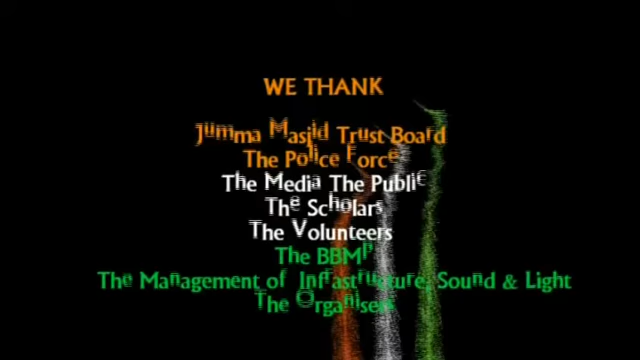 WE THANK
Jumma Masjid Trust Board
The Police Force
The Media The Public
The Scholars
The Volunteers
The BBMP
The Management of Infrastructure, Sound & Light
The Organisers